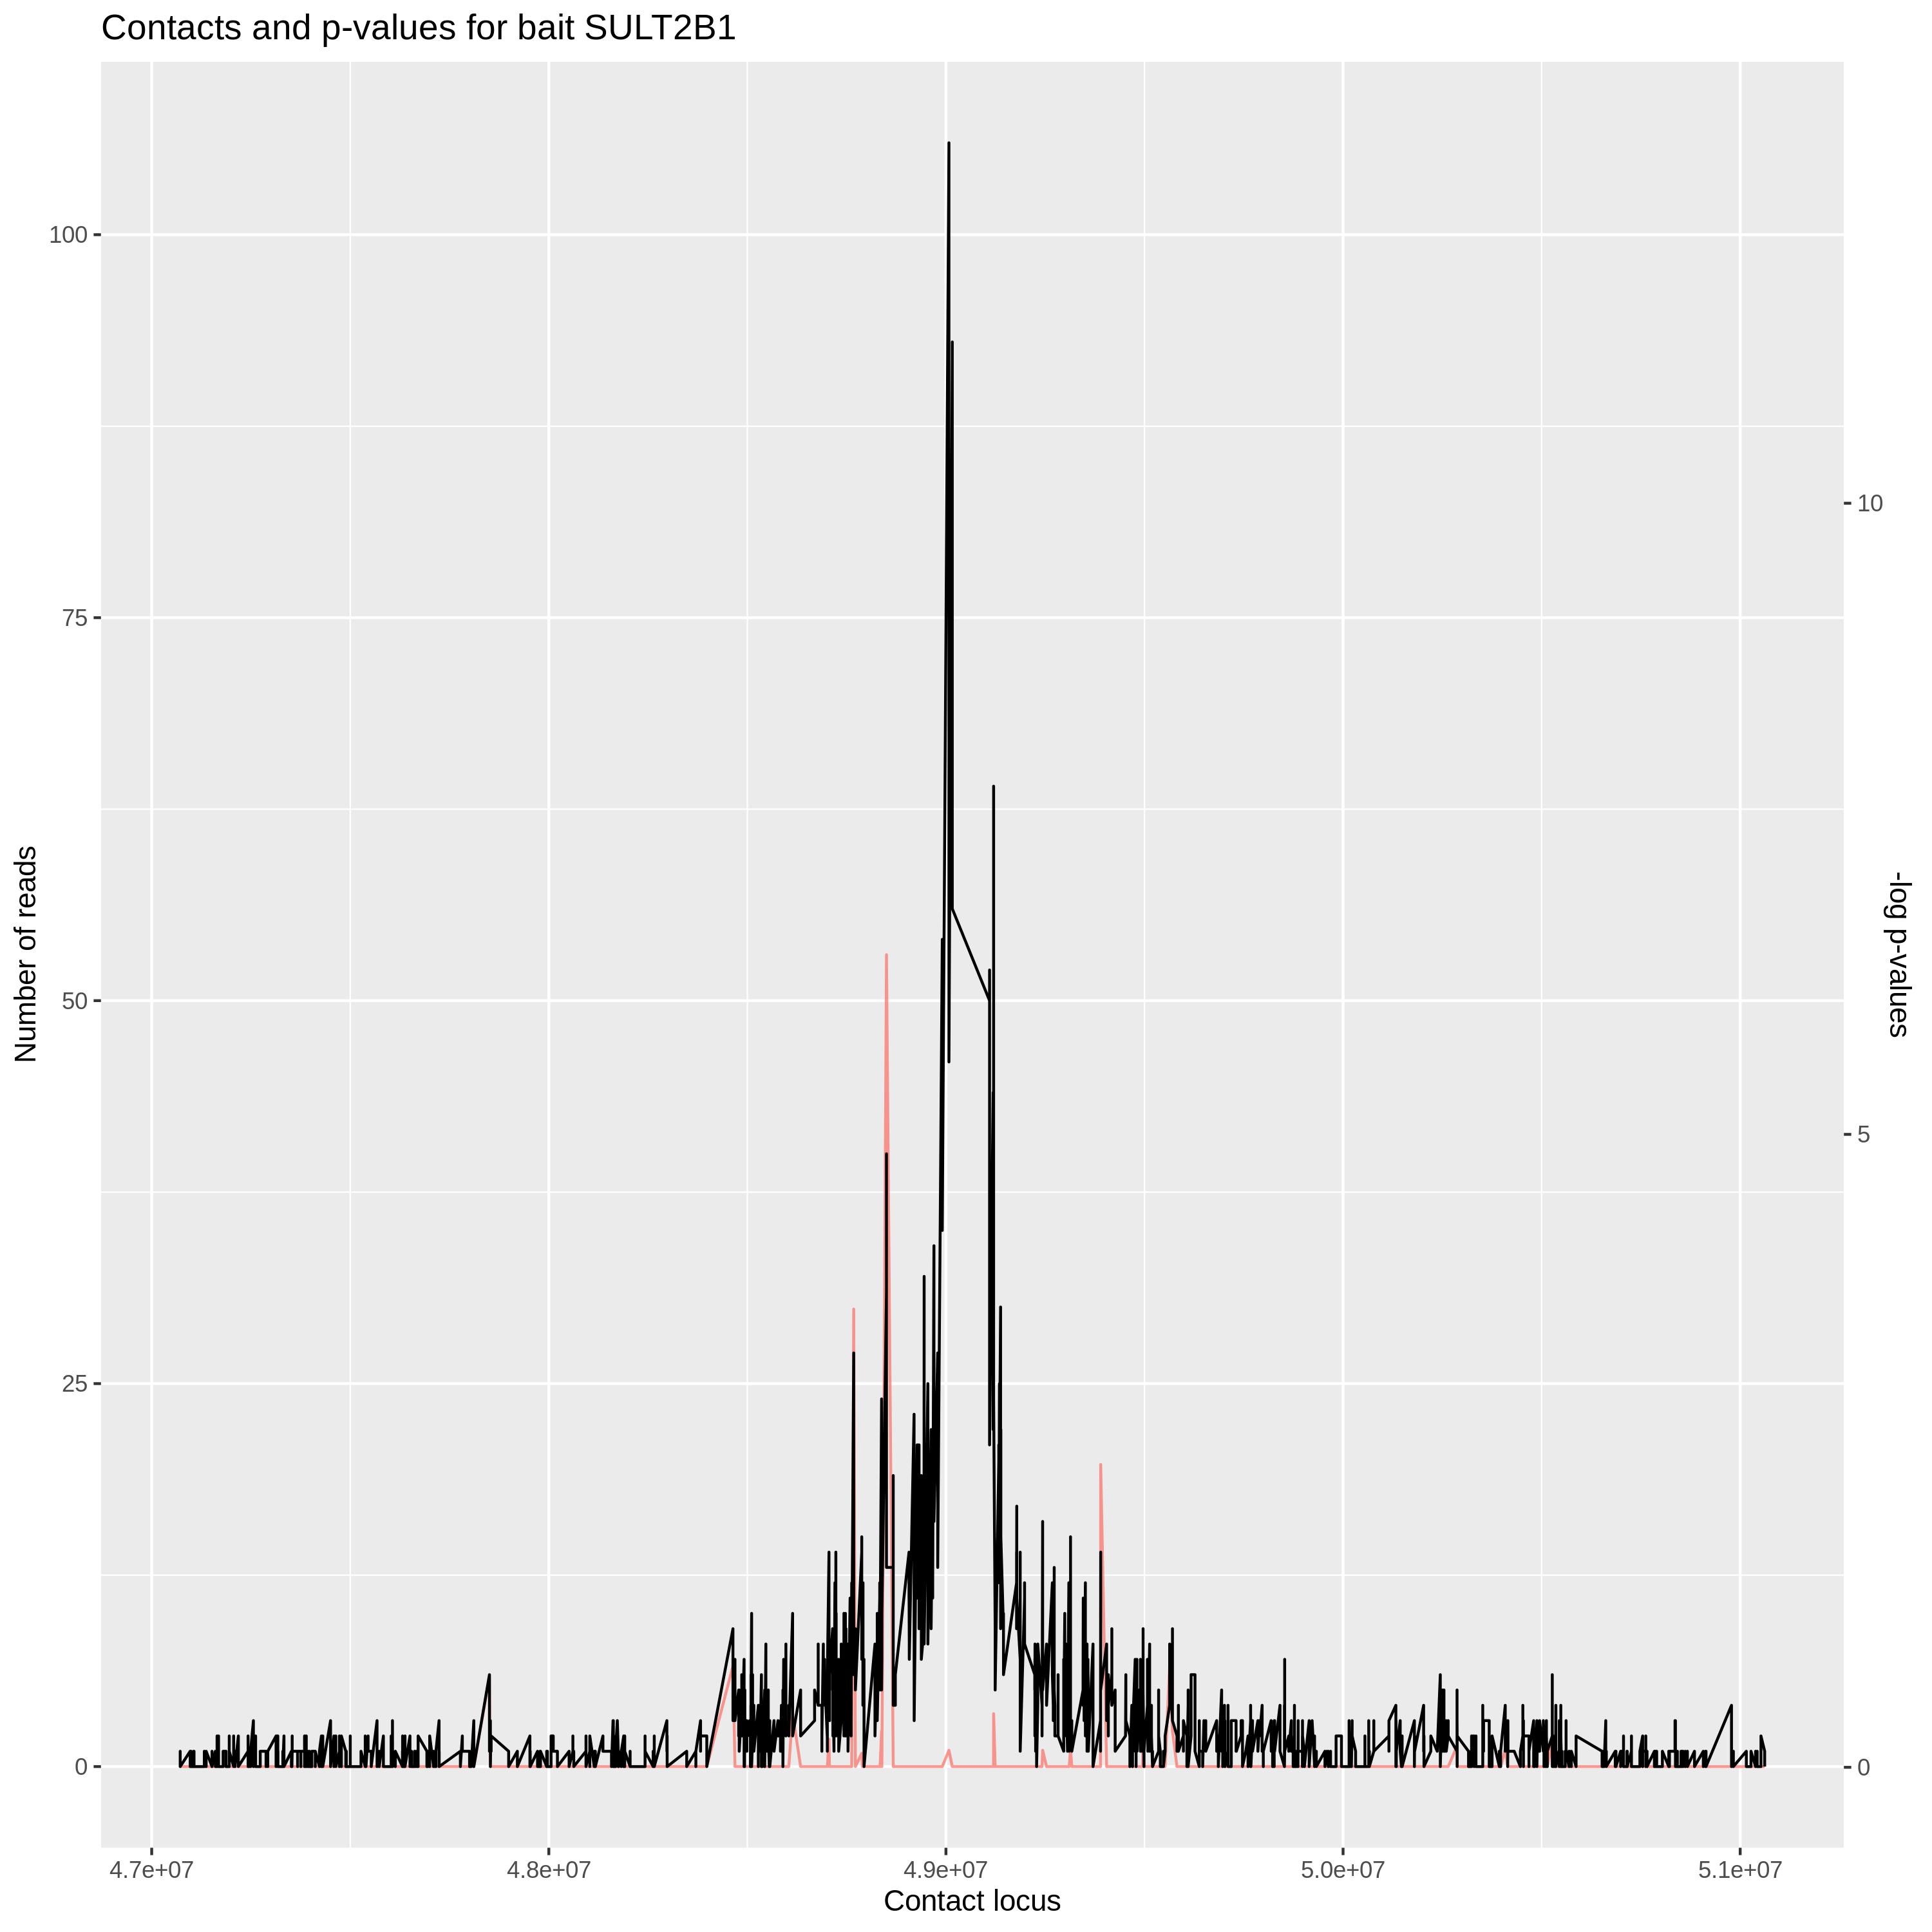 Contacts and p-values for bait SULT2B1
100
75
50
25
0
Number of reads
10
5
0
-log p-values
4.7e+07
4.8e+07
4.9e+07
5.0e+07
5.1e+07
Contact locus